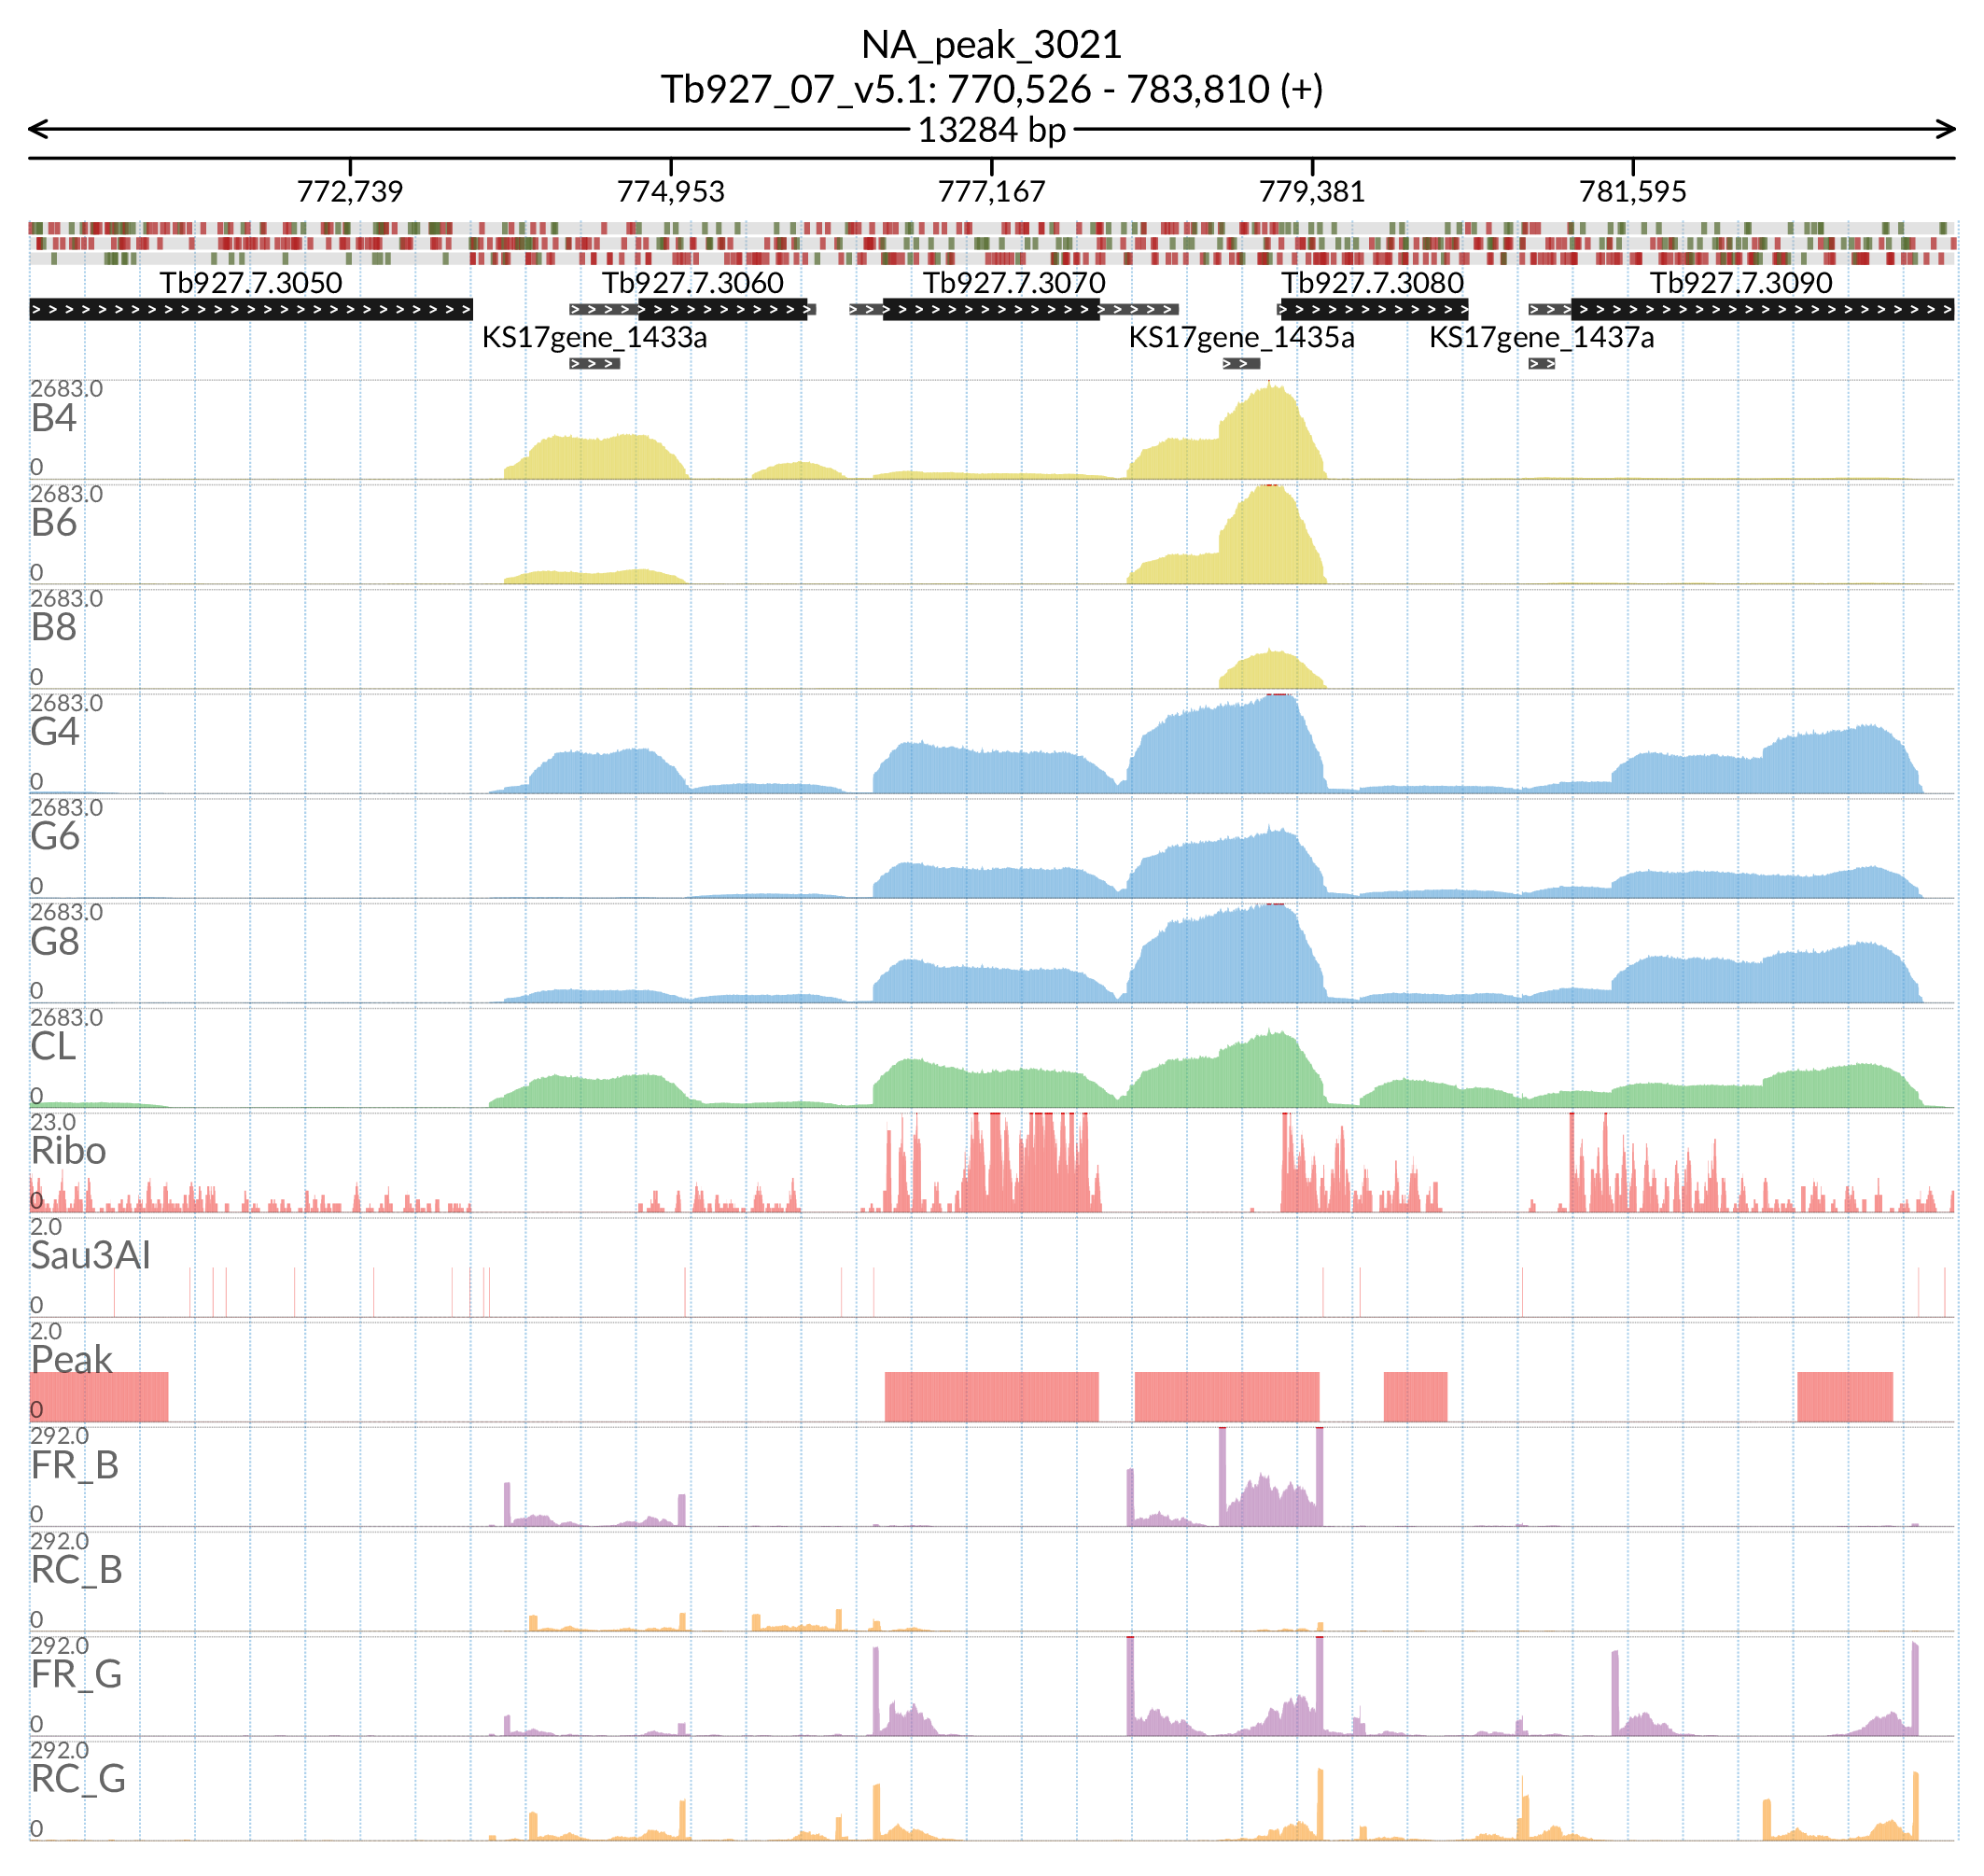 NA_peak_3021
Tb927_07_v5.1: 770,526 - 783,810 (+)
13284 bp
772,739 774,953 777,167 779,381 781,595
Tb927.7.3050 Tb927.7.3060 Tb927.7.3070 Tb927.7.3080 Tb927.7.3090
KS17gene_1433a KS17gene_1435a KS17gene_1437a
2683.0
B4
0
2683.0
B6
0
2683.0
B8
0
2683.0
G4
0
2683.0
G6
0
2683.0
G8
0
2683.0
CL
0
23.0
Ribo
0
2.0
Sau3AI
0
2.0
Peak
0
292.0
FR_B
0
292.0
RC_B
0
292.0
FR_G
0
292.0
RC_G
0